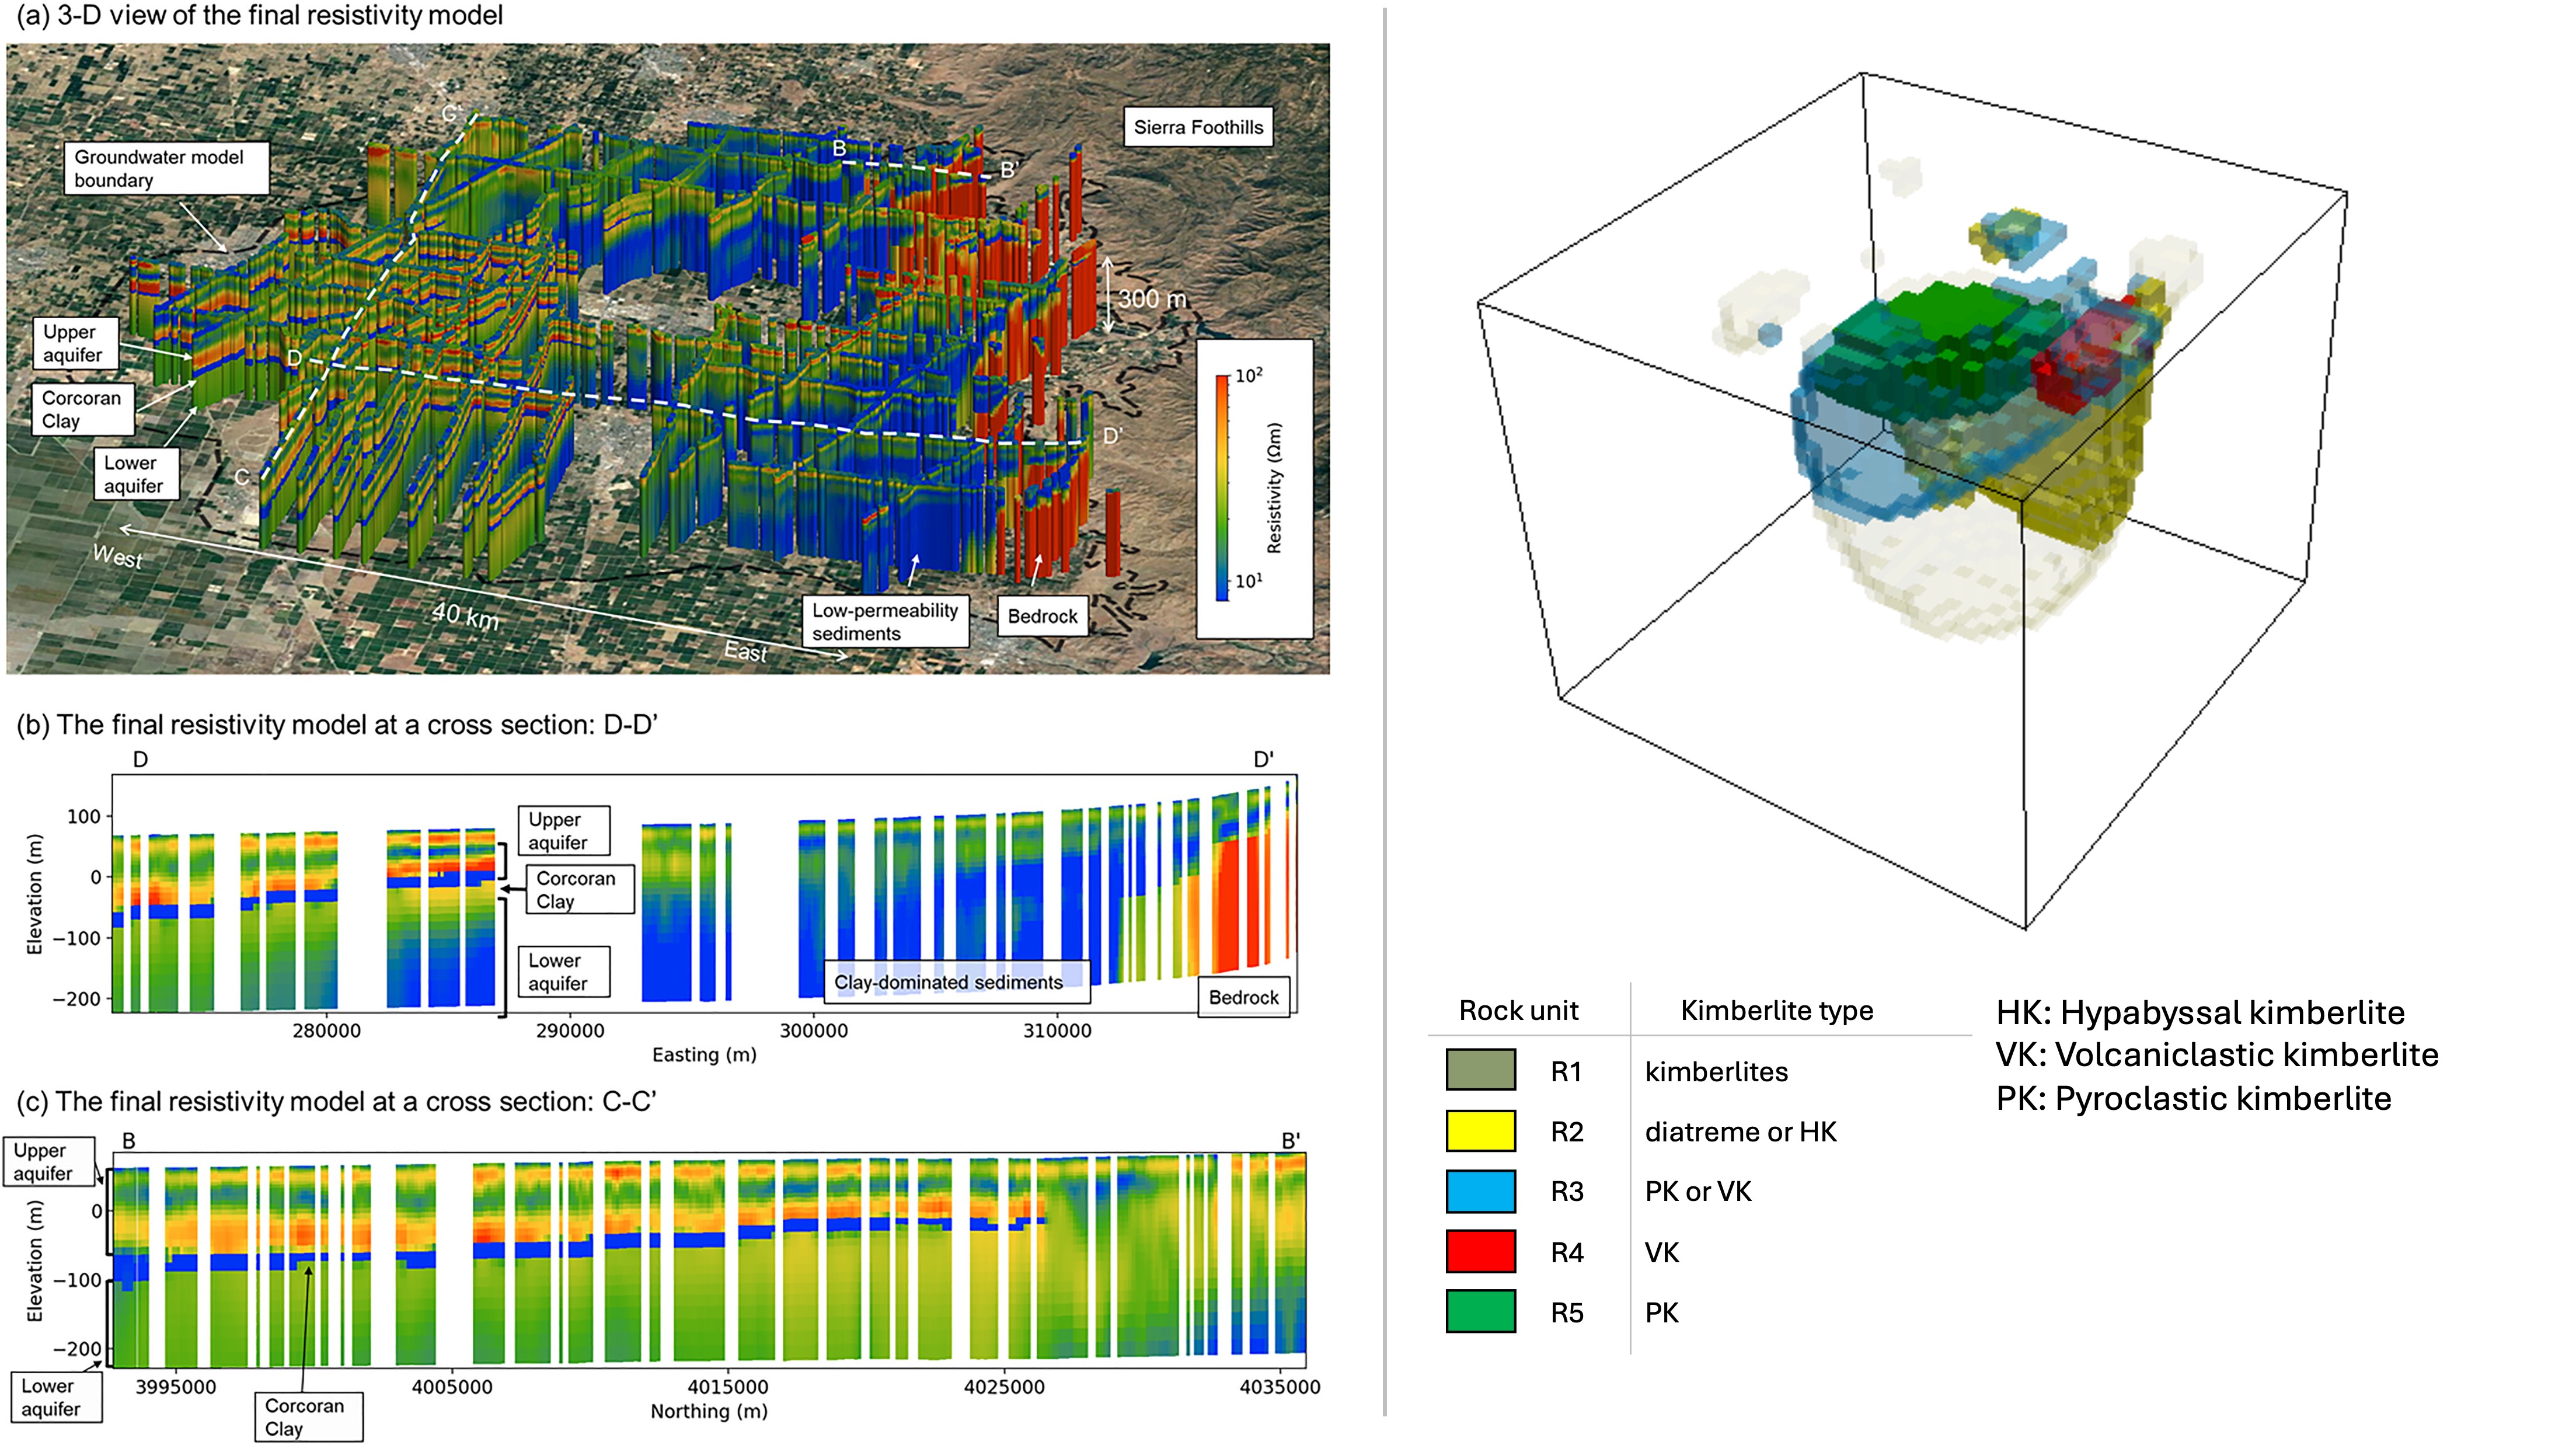 (a) 3-D view of the final resistivity model
Sierra Foothills
Groundwater model
boundary
C'
B
B'
300 m
Upper
aquifer
D
Corcoran
Clay
D'
Lower
aquifer
C
10²
Resistivity (Ωm)
10¹
West
40 km
East
Low-permeability
sediments
Bedrock
(b) The final resistivity model at a cross section: D-D’
D
D'
100
0
−100
−200
Elevation (m)
Upper
aquifer
Corcoran
Clay
Lower
aquifer
Clay-dominated sediments
Bedrock
280000
290000
300000
310000
Easting (m)
(c) The final resistivity model at a cross section: C-C’
B
B'
Upper
aquifer
0
−100
−200
Elevation (m)
Lower
aquifer
Corcoran
Clay
3995000
4005000
4015000
4025000
4035000
Northing (m)
Rock unit Kimberlite type
R1 kimberlites
R2 diatreme or HK
R3 PK or VK
R4 VK
R5 PK
HK: Hypabyssal kimberlite
VK: Volcaniclastic kimberlite
PK: Pyroclastic kimberlite